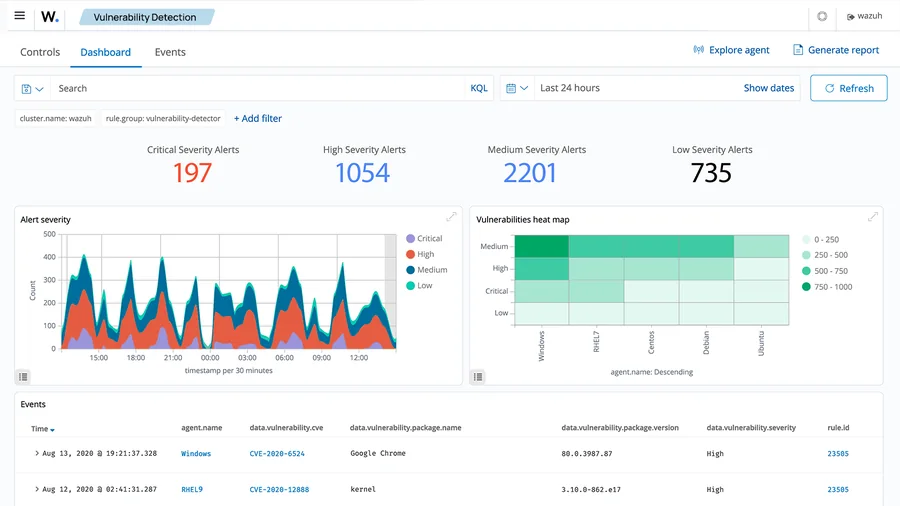 W. Vulnerability Detection wazuh
Controls Dashboard Events Explore agent Generate report
Search KQL Last 24 hours Show dates Refresh
cluster.name: wazuh rule.group: vulnerability-detector + Add filter
Critical Severity Alerts High Severity Alerts Medium Severity Alerts Low Severity Alerts
197 1054 2201 735
Alert severity
500
400
300
200
100
0
Count
15:00 18:00 21:00 00:00 03:00 06:00 09:00 12:00
timestamp per 30 minutes
Critical
High
Medium
Low
Vulnerabilities heat map
Medium
High
Critical
Low
Windows RHEL7 Centos Debian Ubuntu
agent.name: Descending
0 - 250
250 - 500
500 - 750
750 - 1000
Events
Time agent.name data.vulnerability.cve data.vulnerability.package.name data.vulnerability.package.version data.vulnerability.severity rule.id
Aug 13, 2020 @ 19:21:37.328 Windows CVE-2020-6524 Google Chrome 80.0.3987.87 High 23505
Aug 12, 2020 @ 02:41:31.287 RHEL9 CVE-2020-12888 kernel 3.10.0-862.e17 High 23505